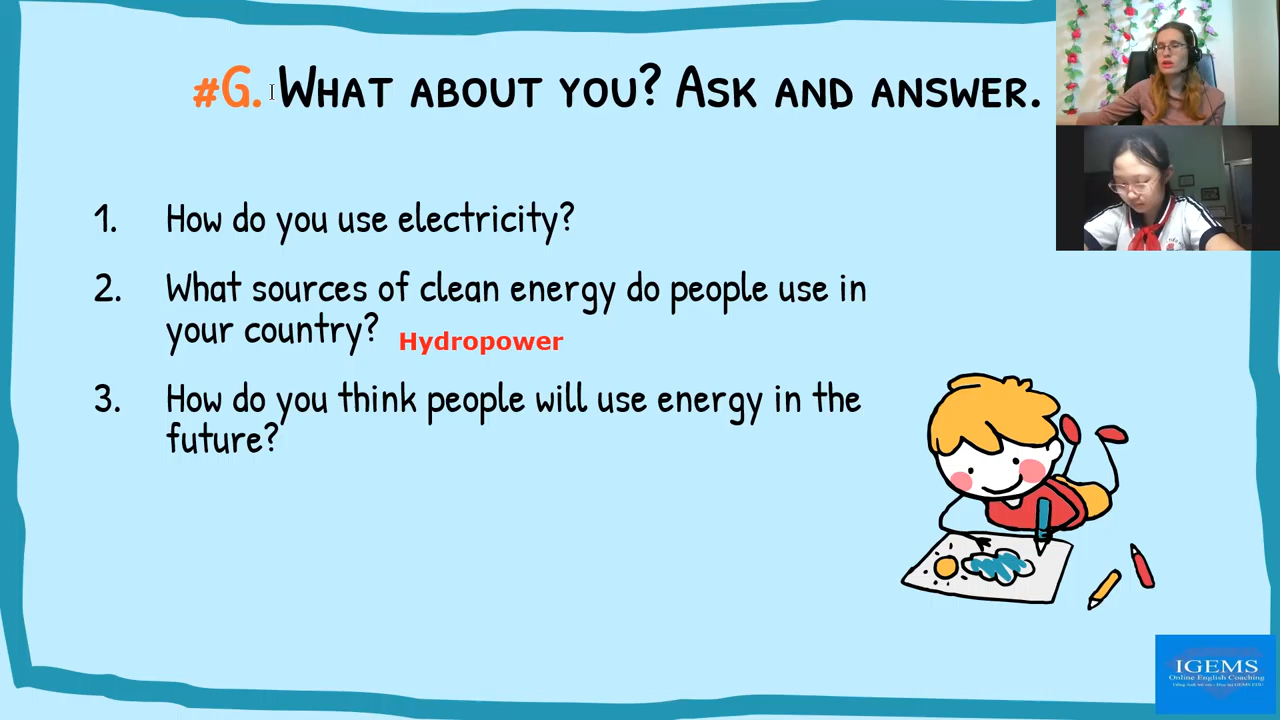 #G. What about you? Ask and answer.
1. How do you use electricity?
2. What sources of clean energy do people use in
your country? Hydropower
3. How do you think people will use energy in the
future?
IGEMS
Online English Coaching